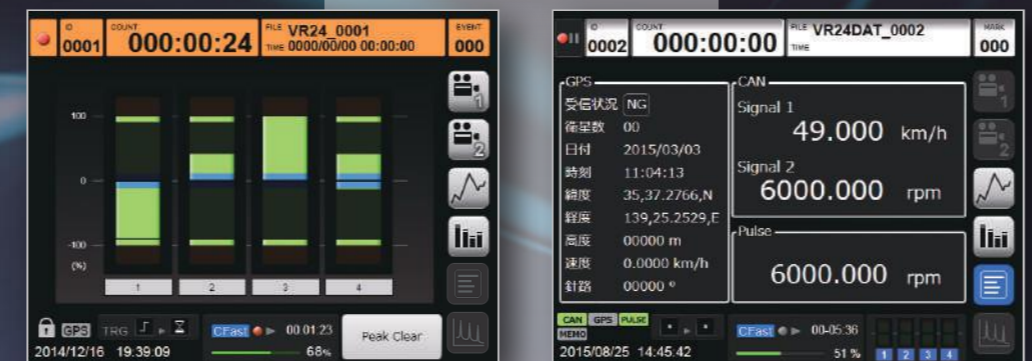 ID
0001
COUNT
000:00:24
FILE VR24_0001
TIME 0000/00/00 00:00:00
EVENT
000
1
2
100
0
-100
(%)
1 2 3 4
GPS TRG
CFast 00:01:23
68%
Peak Clear
2014/12/16 19:39:09
ID
0002
COUNT
000:00:00
FILE VR24DAT_0002
TIME
MARK
000
1
2
GPS
受信状況 NG
衛星数 00
日付 2015/03/03
時刻 11:04:13
緯度 35,37.2766,N
経度 139,25.2529,E
高度 00000 m
速度 0.0000 km/h
針路 00000 °
CAN
Signal 1
49.000 km/h
Signal 2
6000.000 rpm
Pulse
6000.000 rpm
CAN GPS PULSE
MEMO
CFast 00:05:36
51 %
1 2 3 4
2015/08/25 14:45:42